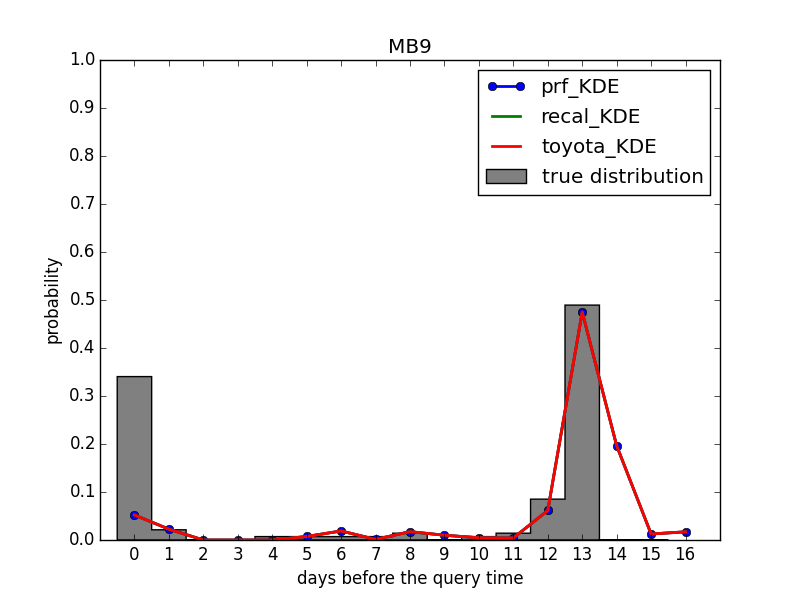 MB9
1.0
0.9
0.8
0.7
0.6
0.5
0.4
0.3
0.2
0.1
0.0
probability
prf_KDE
recal_KDE
toyota_KDE
true distribution
0 1 2 3 4 5 6 7 8 9 10 11 12 13 14 15 16
days before the query time